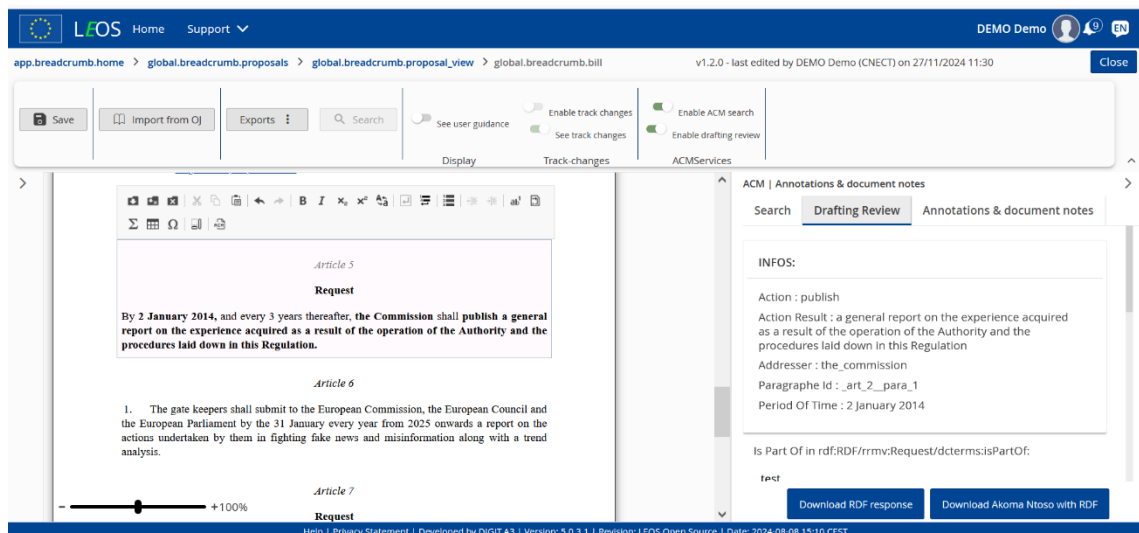 LEOS Home Support DEMO Demo 9 EN
app.breadcrumb.home > global.breadcrumb.proposals > global.breadcrumb.proposal_view > global.breadcrumb.bill v1.2.0 - last edited by DEMO Demo (CNECT) on 27/11/2024 11:30 Close
Save Import from OJ Exports Search See user guidance Enable track changes Enable ACM search
See track changes Enable drafting review
Display Track-changes ACMServices
ACM | Annotations & document notes
Search Drafting Review Annotations & document notes
Article 5
Request
By 2 January 2014, and every 3 years thereafter, the Commission shall publish a general
report on the experience acquired as a result of the operation of the Authority and the
procedures laid down in this Regulation.
Article 6
1. The gate keepers shall submit to the European Commission, the European Council and
the European Parliament by the 31 January every year from 2025 onwards a report on the
actions undertaken by them in fighting fake news and misinformation along with a trend
analysis.
Article 7
Request
- +100%
INFOS:
Action : publish
Action Result : a general report on the experience acquired
as a result of the operation of the Authority and the
procedures laid down in this Regulation
Addresser : the_commission
Paragraphe Id : _art_2__para_1
Period Of Time : 2 January 2014
Is Part Of in rdf:RDF/rrmv:Request/dcterms:isPartOf:
test
Download RDF response Download Akoma Ntoso with RDF
Help | Privacy Statement | Developed by DIGIT A3 | Version: 5.0.3.1 | Revision: LEOS Open Source | Date: 2024-08-08 15:10 CEST